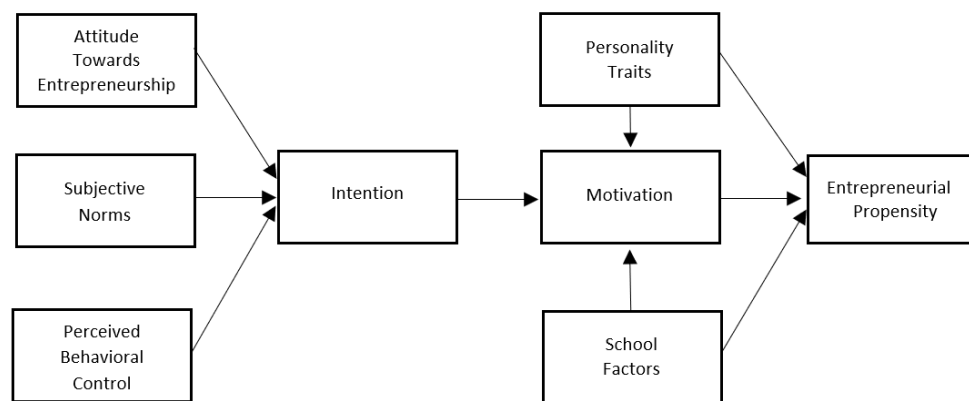 Attitude
Towards
Entrepreneurship
Subjective
Norms
Perceived
Behavioral
Control
Intention
Personality
Traits
Motivation
School
Factors
Entrepreneurial
Propensity